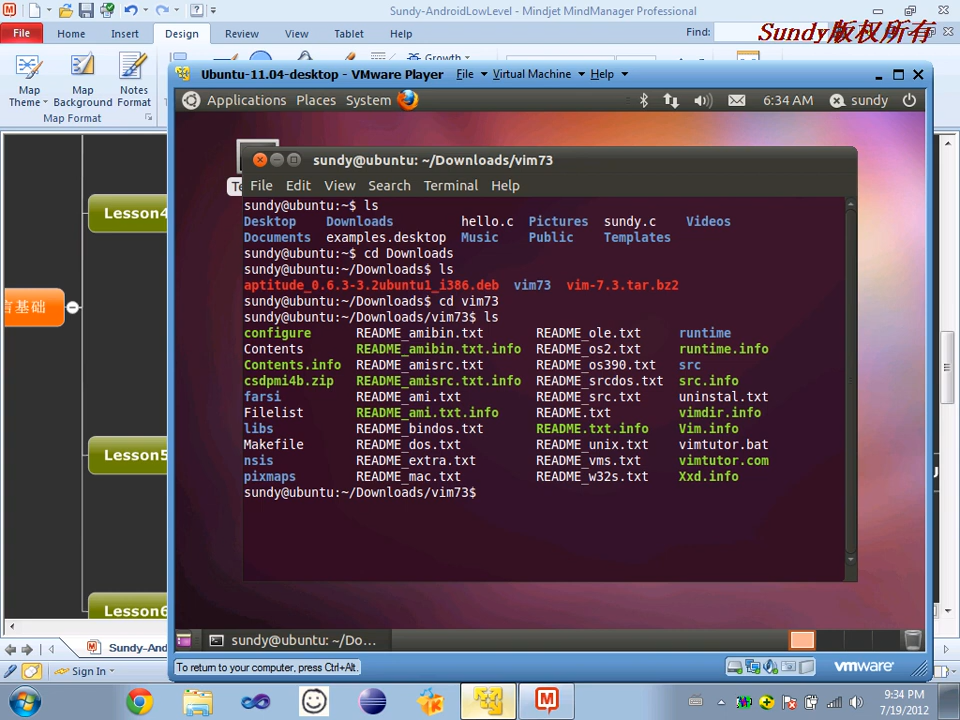 Sundy-AndroidLowLevel - Mindjet MindManager Professional
File Home Insert Design Review View Tablet Help Find:
Sundy版权所有
Map Theme
Map Background
Notes Format
Growth
Map Format
Ubuntu-11.04-desktop - VMware Player File Virtual Machine Help
Applications Places System 6:34 AM sundy
sundy@ubuntu: ~/Downloads/vim73
File Edit View Search Terminal Help
sundy@ubuntu:~$ ls
Desktop Downloads hello.c Pictures sundy.c Videos
Documents examples.desktop Music Public Templates
sundy@ubuntu:~$ cd Downloads
sundy@ubuntu:~/Downloads$ ls
aptitude_0.6.3-3.2ubuntu1_i386.deb vim73 vim-7.3.tar.bz2
sundy@ubuntu:~/Downloads$ cd vim73
sundy@ubuntu:~/Downloads/vim73$ ls
configure README_amibin.txt README_ole.txt runtime
Contents README_amibin.txt.info README_os2.txt runtime.info
Contents.info README_amisrc.txt README_os390.txt src
csdpmi4b.zip README_amisrc.txt.info README_srcdos.txt src.info
farsi README_ami.txt README_src.txt uninstal.txt
Filelist README_ami.txt.info README.txt vimdir.info
libs README_bindos.txt README.txt.info Vim.info
Makefile README_dos.txt README_unix.txt vimtutor.bat
nsis README_extra.txt README_vms.txt vimtutor.com
pixmaps README_mac.txt README_w32s.txt Xxd.info
sundy@ubuntu:~/Downloads/vim73$
Lesson4
言基础
Lesson5
Lesson6
sundy@ubuntu: ~/Do...
Sundy-And
To return to your computer, press Ctrl+Alt.
vmware
Sign In
9:34 PM
7/19/2012